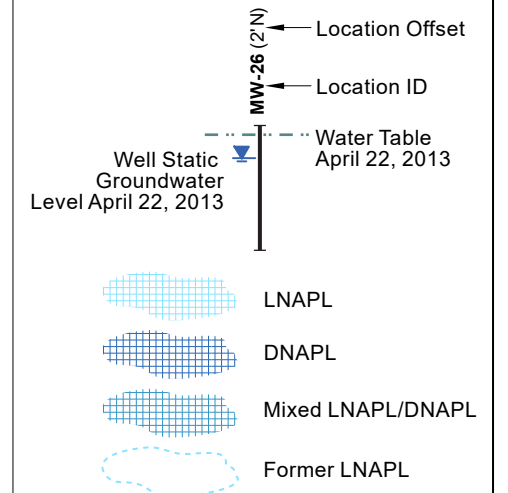 MW-26 (2'N)
Location Offset
Location ID
Water Table
April 22, 2013
Well Static
Groundwater
Level April 22, 2013
LNAPL
DNAPL
Mixed LNAPL/DNAPL
Former LNAPL